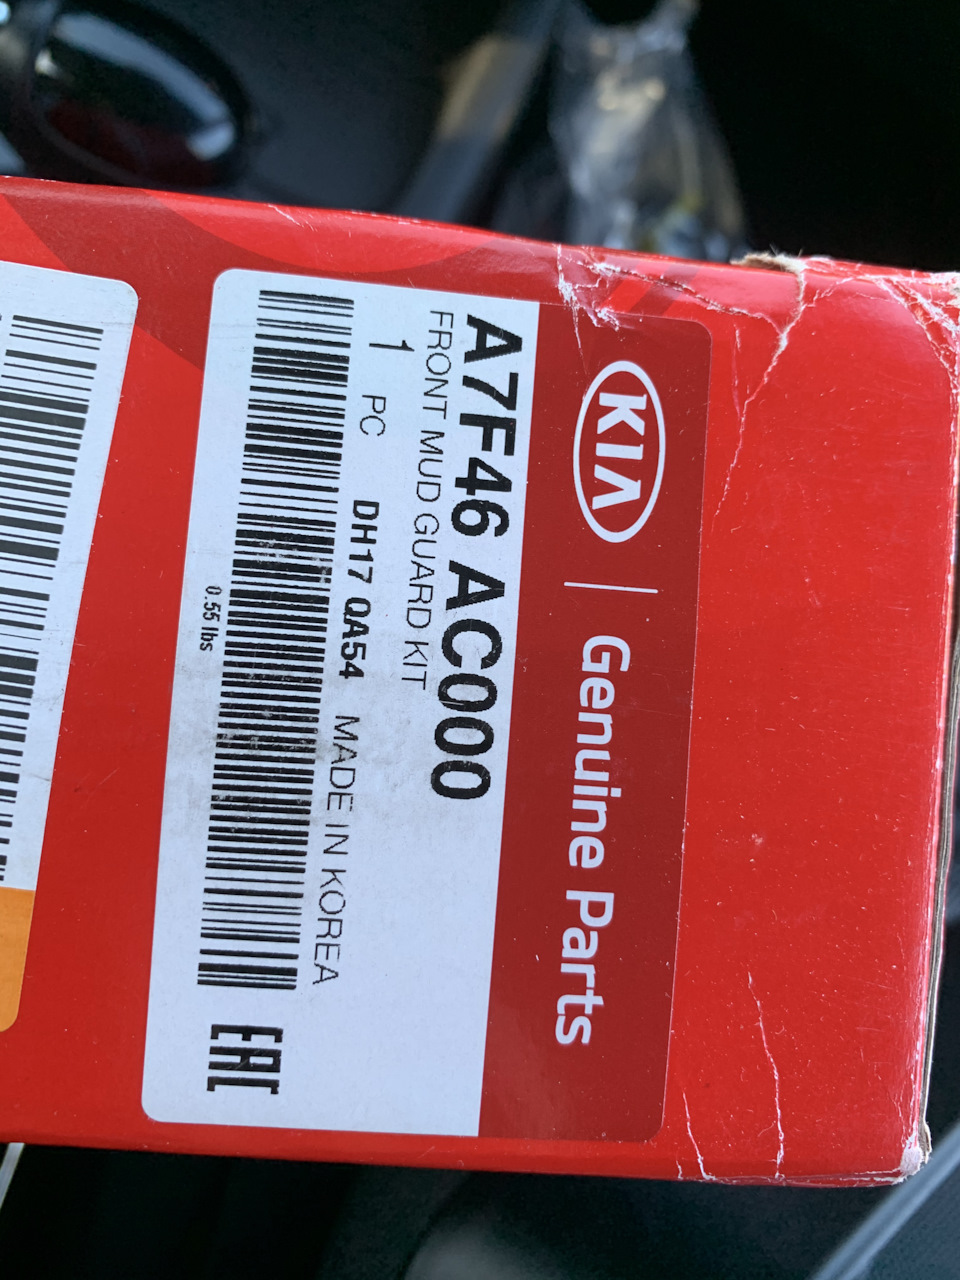 KIA | Genuine Parts
A7F46 AC000
FRONT MUD GUARD KIT
1 PC DH17 QA54 MADE IN KOREA
0.55 lbs
EAC